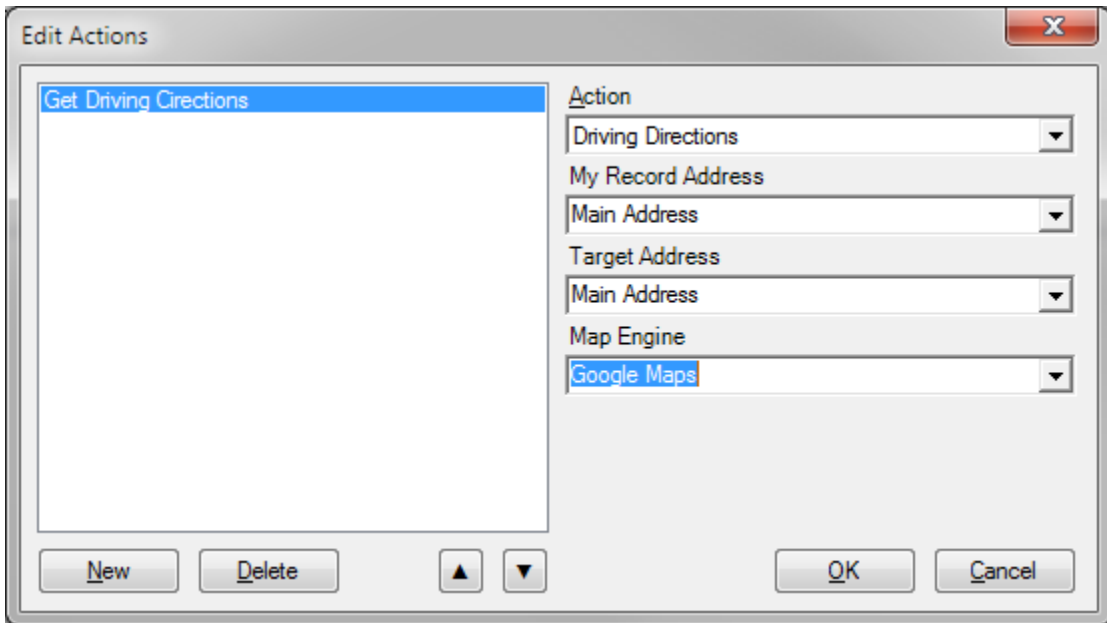 Edit Actions
Get Driving Cirections
Action
Driving Directions
My Record Address
Main Address
Target Address
Main Address
Map Engine
Google Maps
New Delete ▲ ▼ OK Cancel